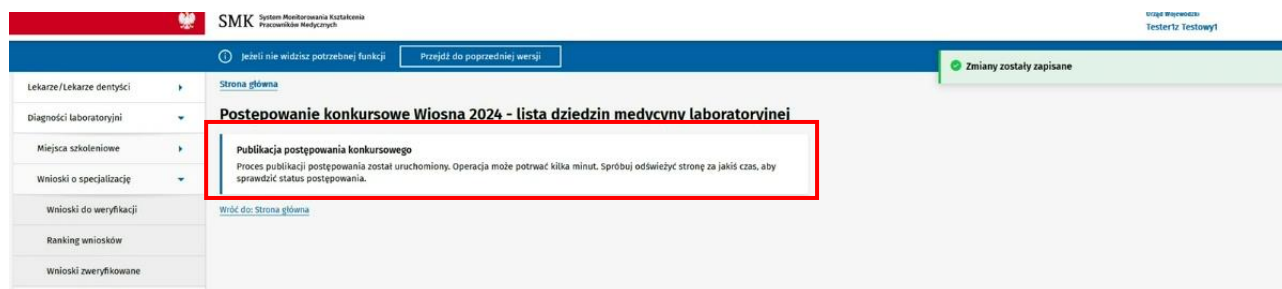 SMK System Monitorowania Kształcenia
Pracowników Medycznych
Urząd Wojewódzki
Tester1z Testowy1
Jeżeli nie widzisz potrzebnej funkcji
Przejdź do poprzedniej wersji
Zmiany zostały zapisane
Lekarze/Lekarze dentyści
Diagności laboratoryjni
Miejsca szkoleniowe
Wnioski o specjalizację
Wnioski do weryfikacji
Ranking wniosków
Wnioski zweryfikowane
Strona główna
Postępowanie konkursowe Wiosna 2024 - lista dziedzin medycyny laboratoryjnej
Publikacja postępowania konkursowego
Proces publikacji postępowania został uruchomiony. Operacja może potrwać kilka minut. Spróbuj odświeżyć stronę za jakiś czas, aby
sprawdzić status postępowania.
Wróć do: Strona główna